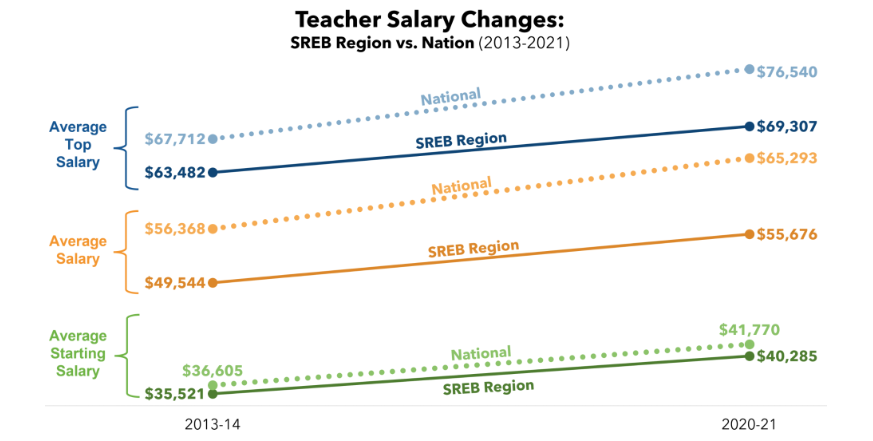 Teacher Salary Changes:
SREB Region vs. Nation (2013-2021)
Average
Top
Salary
$67,712
National
$76,540
$63,482
SREB Region
$69,307
Average
Salary
$56,368
National
$65,293
$49,544
SREB Region
$55,676
Average
Starting
Salary
$36,605
National
$41,770
$35,521
SREB Region
$40,285
2013-14
2020-21